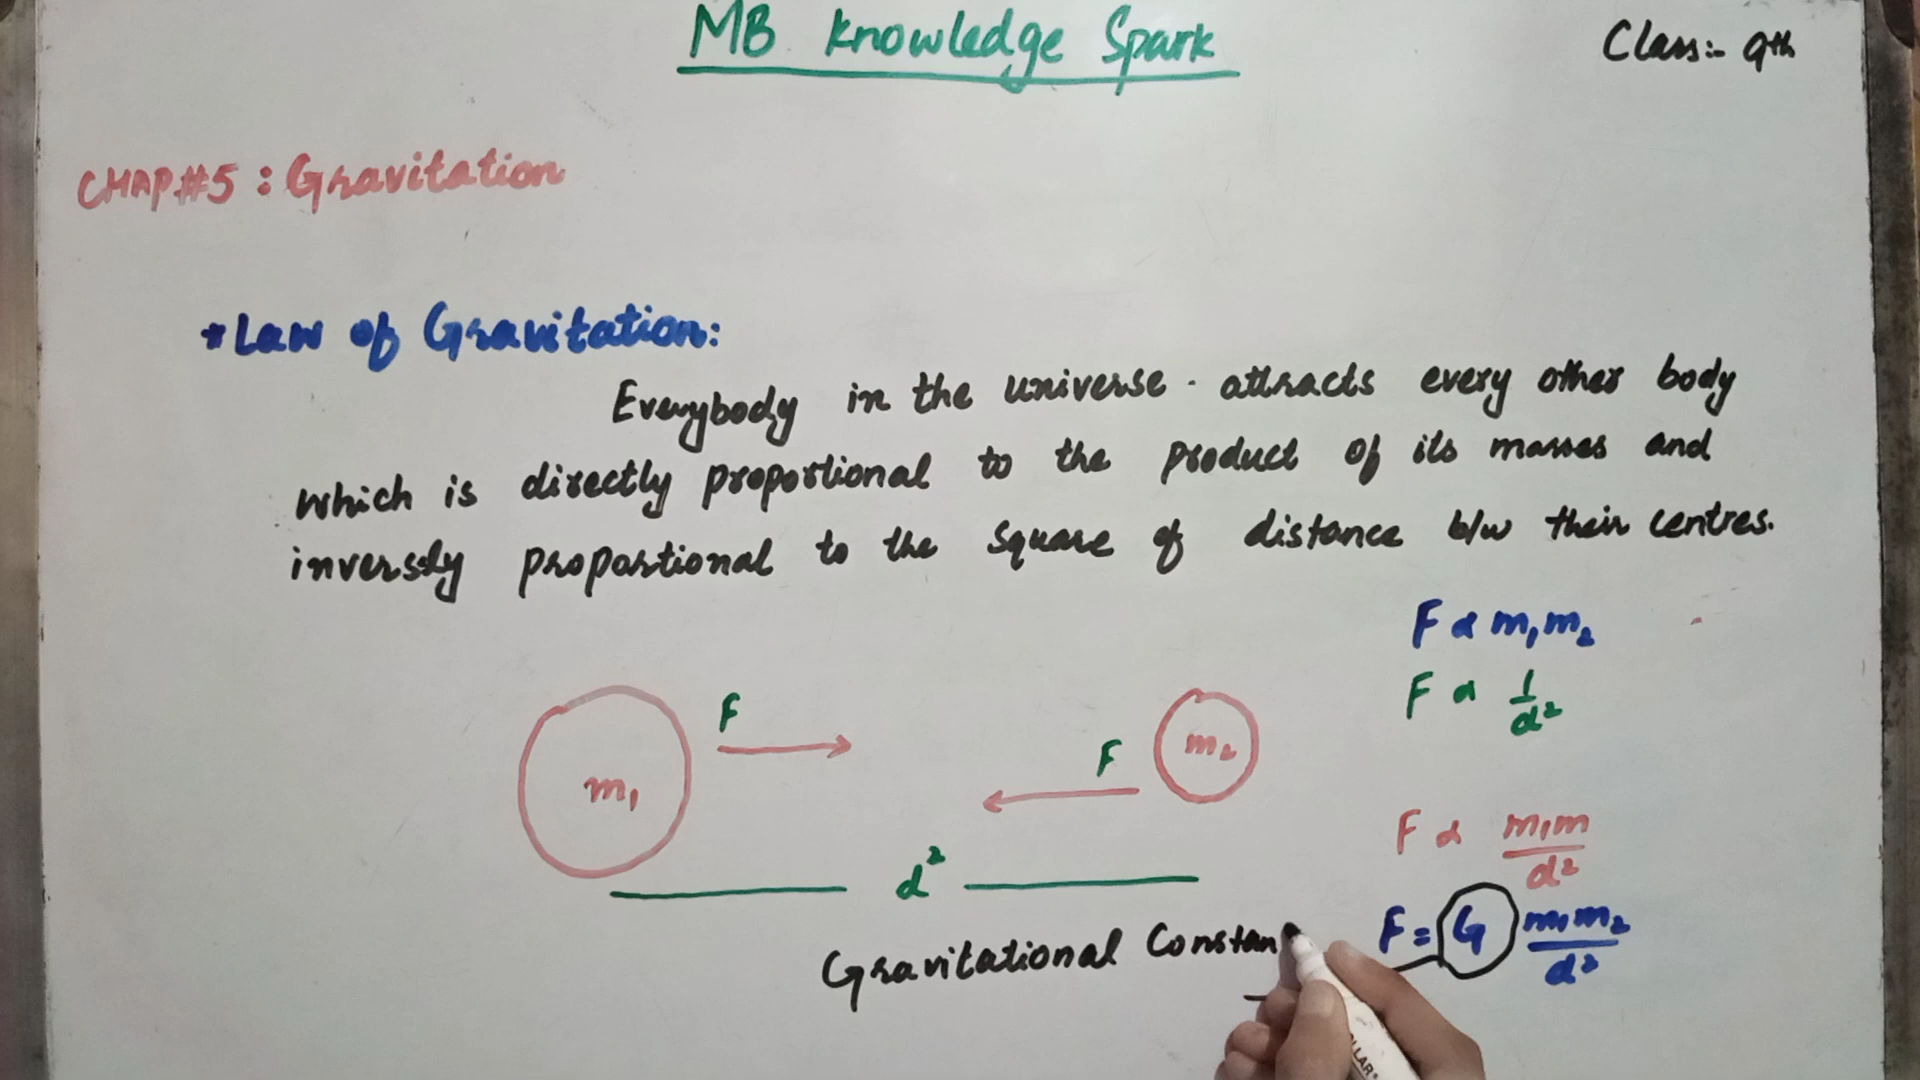 MB Knowledge Spark
Class:- 9th
CHAP#5 : Gravitation
*Law of Gravitation:
Everybody in the universe. attracts every other body
which is directly proportional to the product of its masses and
inversely proportional to the square of distance b/w their centres.
F ∝ m₁m₂
F ∝ 1/d²
F
F
m₁
m₂
F ∝ m₁m/d²
d²
F = G m₁m₂/d²
Gravitational Constan